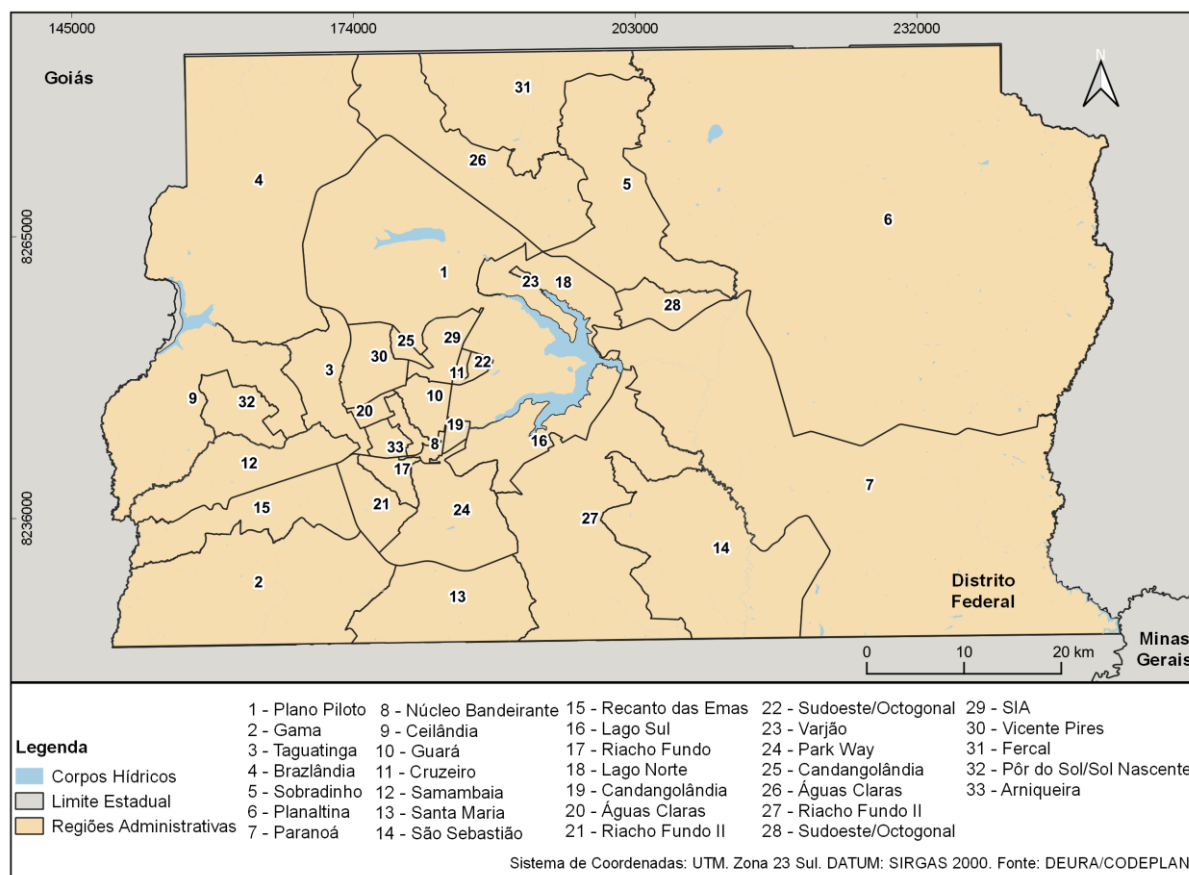 145000 174000 203000 232000
Goiás
N
31
26
4
5
6
8265000
1
23 18
28
25 29
30
22
11
3
10
9
32
20
19
16
33 8
12
17
7
21
15
24
27
8236000
14
2
13
Distrito
Federal
Minas
Gerais
0 10 20 km
Legenda
Corpos Hídricos
Limite Estadual
Regiões Administrativas
1 - Plano Piloto
2 - Gama
3 - Taguatinga
4 - Brazlândia
5 - Sobradinho
6 - Planaltina
7 - Paranoá
8 - Núcleo Bandeirante
9 - Ceilândia
10 - Guará
11 - Cruzeiro
12 - Samambaia
13 - Santa Maria
14 - São Sebastião
15 - Recanto das Emas
16 - Lago Sul
17 - Riacho Fundo
18 - Lago Norte
19 - Candangolândia
20 - Águas Claras
21 - Riacho Fundo II
22 - Sudoeste/Octogonal
23 - Varjão
24 - Park Way
25 - Candangolândia
26 - Águas Claras
27 - Riacho Fundo II
28 - Sudoeste/Octogonal
29 - SIA
30 - Vicente Pires
31 - Fercal
32 - Pôr do Sol/Sol Nascente
33 - Arniqueira
Sistema de Coordenadas: UTM. Zona 23 Sul. DATUM: SIRGAS 2000. Fonte: DEURA/CODEPLAN